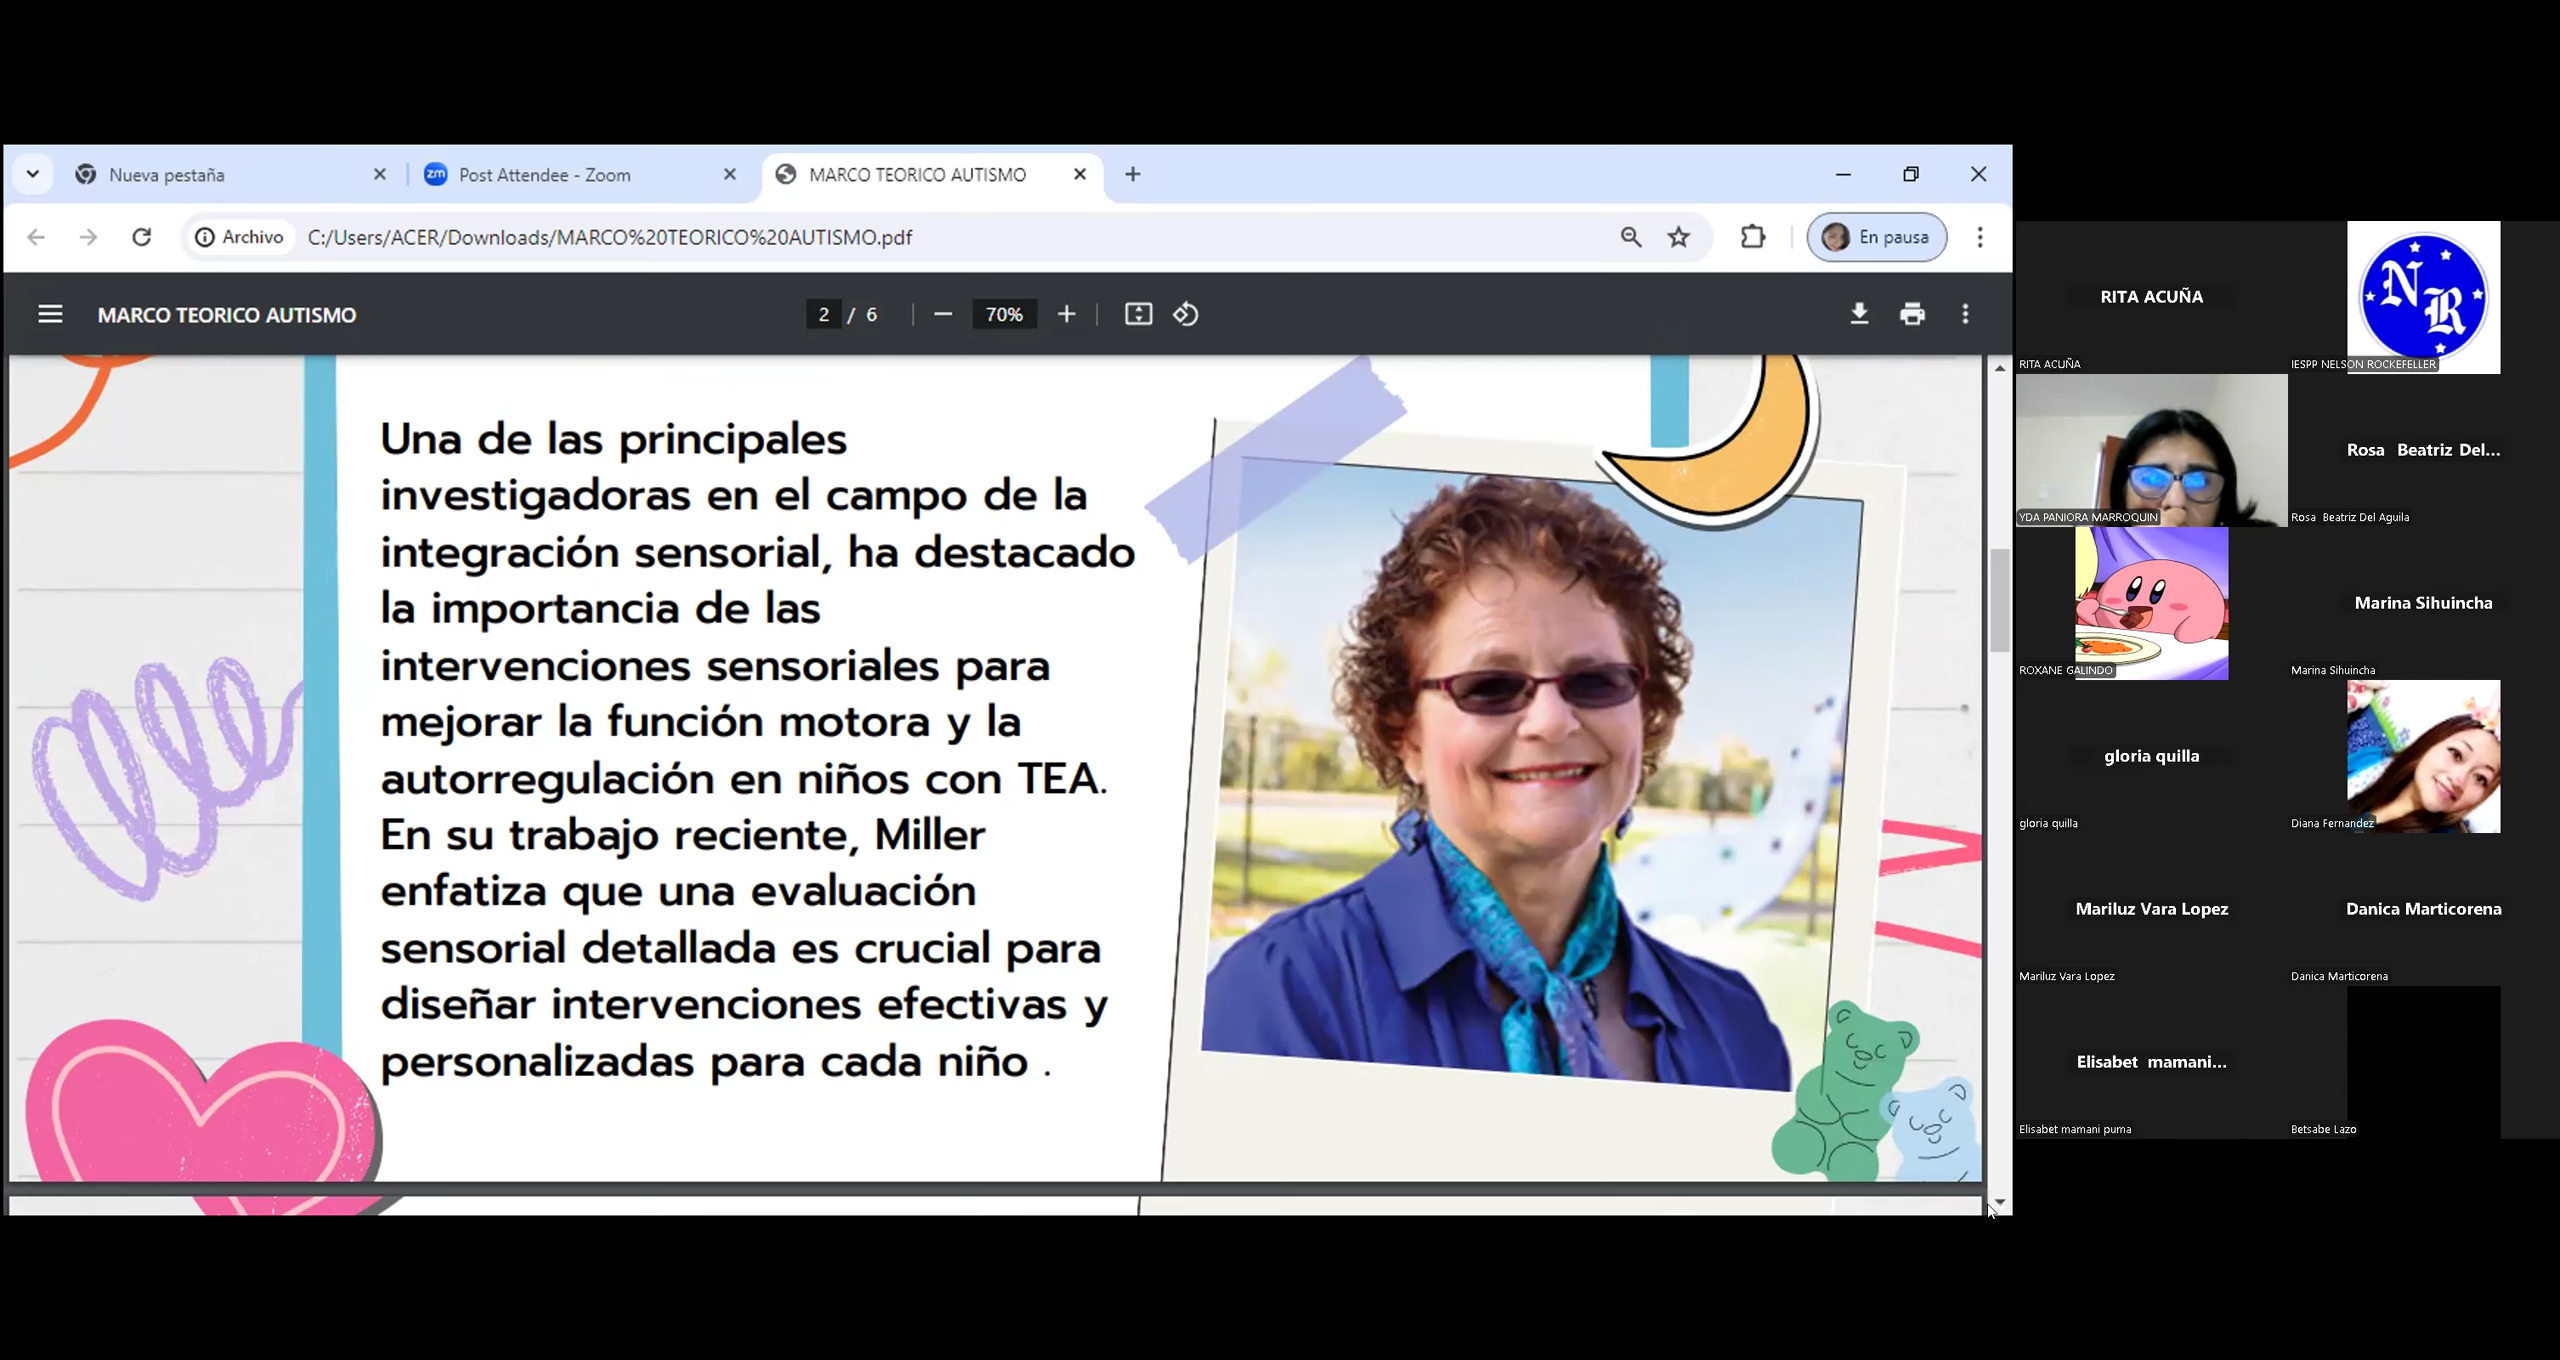 Nueva pestaña
Post Attendee - Zoom
MARCO TEORICO AUTISMO
Archivo
C:/Users/ACER/Downloads/MARCO%20TEORICO%20AUTISMO.pdf
En pausa
MARCO TEORICO AUTISMO
2 / 6
70%
Una de las principales
investigadoras en el campo de la
integración sensorial, ha destacado
la importancia de las
intervenciones sensoriales para
mejorar la función motora y la
autorregulación en niños con TEA.
En su trabajo reciente, Miller
enfatiza que una evaluación
sensorial detallada es crucial para
diseñar intervenciones efectivas y
personalizadas para cada niño .
RITA ACUÑA
RITA ACUÑA
NR
IESPP NELSON ROCKEFELLER
YDA PANIORA MARROQUIN
Rosa Beatriz Del...
Rosa Beatriz Del Aguila
ROXANE GALINDO
Marina Sihuincha
Marina Sihuincha
gloria quilla
gloria quilla
Diana Fernandez
Mariluz Vara Lopez
Mariluz Vara Lopez
Danica Marticorena
Danica Marticorena
Elisabet mamani...
Elisabet mamani puma
Betsabe Lazo